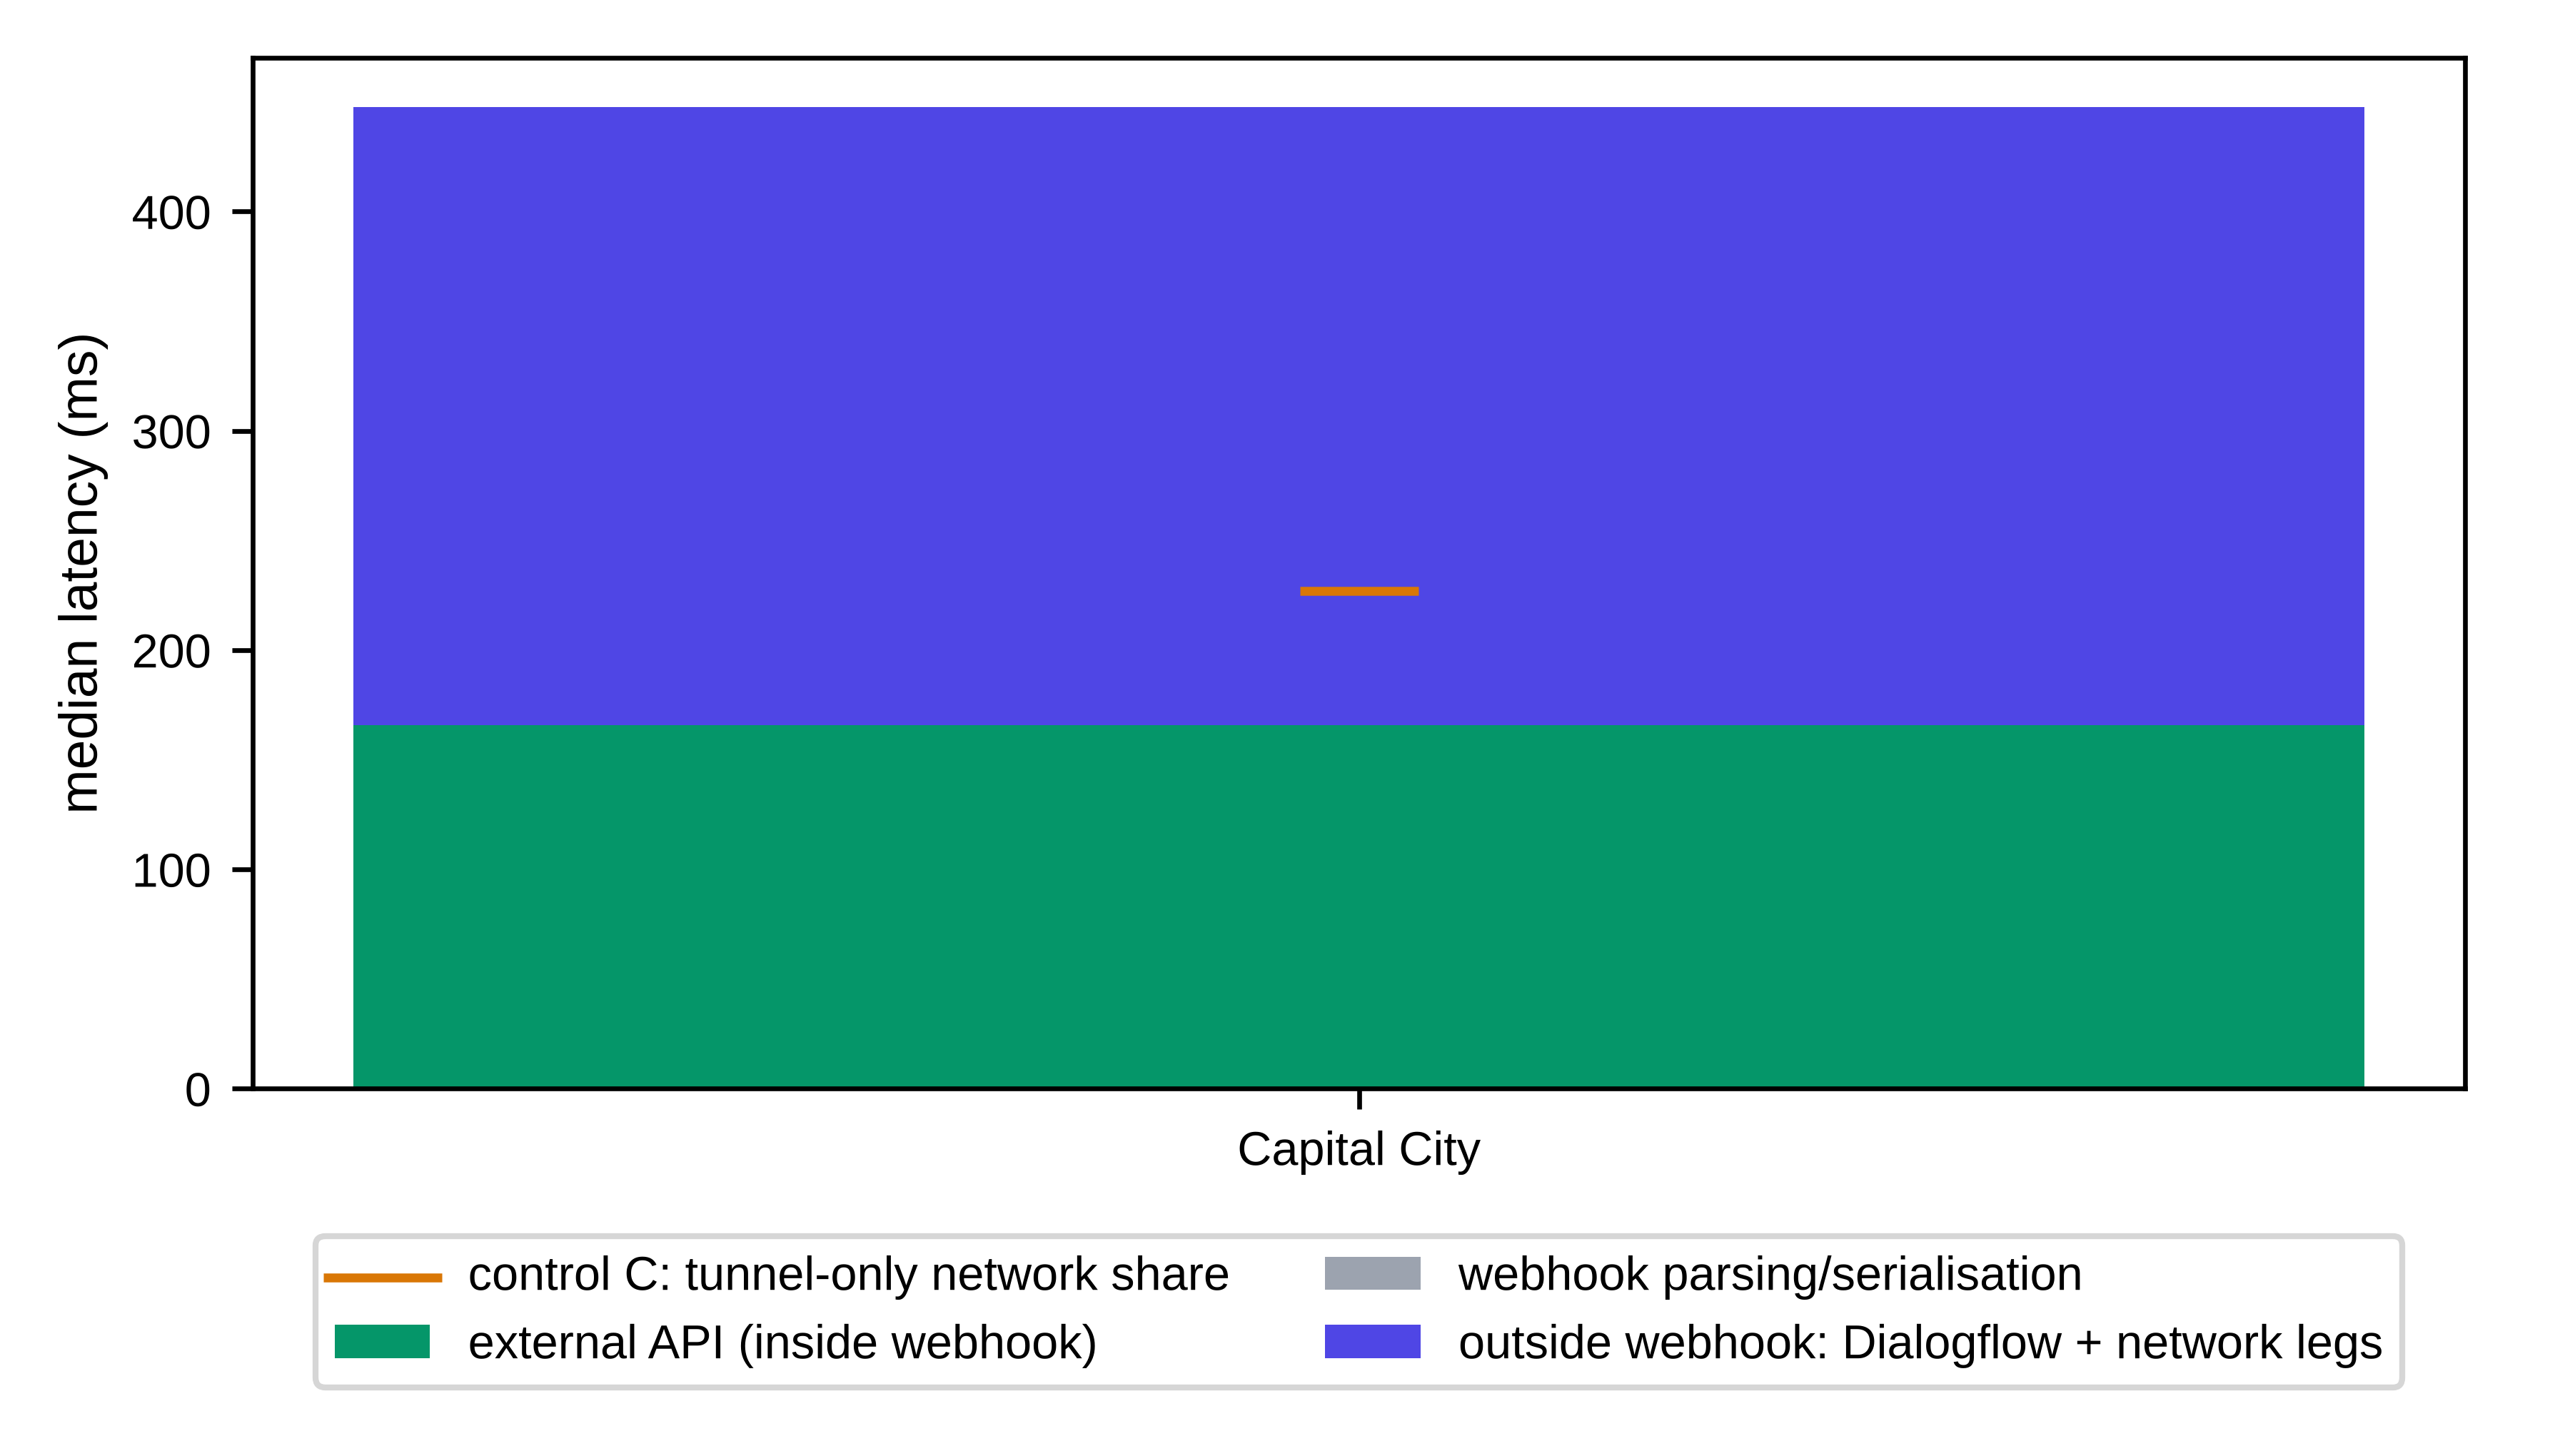 median latency (ms)
400
300
200
100
0
Capital City
control C: tunnel-only network share
external API (inside webhook)
webhook parsing/serialisation
outside webhook: Dialogflow + network legs